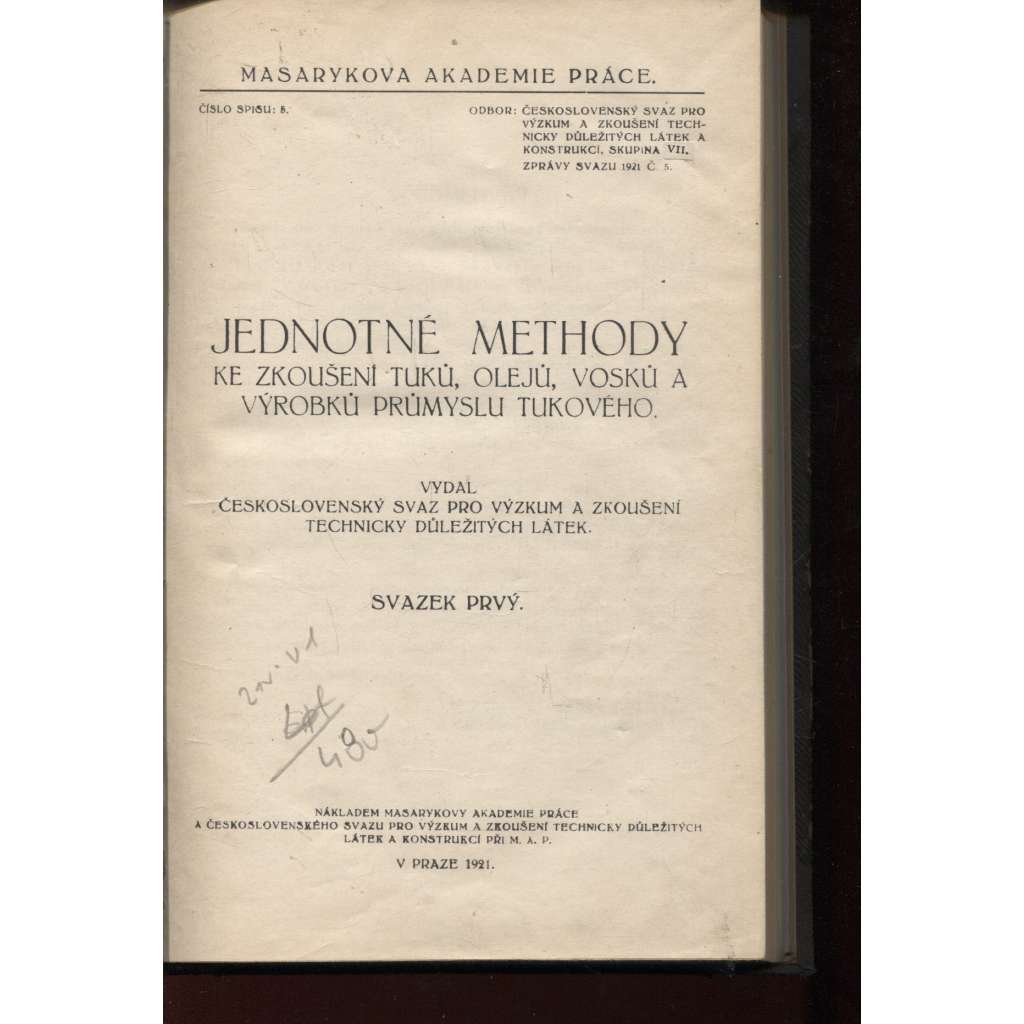 MASARYKOVA AKADEMIE PRÁCE.
ČÍSLO SPISU: 5.
ODBOR: ČESKOSLOVENSKÝ SVAZ PRO
VÝZKUM A ZKOUŠENÍ TECH-
NICKY DŮLEŽITÝCH LÁTEK A
KONSTRUKCÍ, SKUPINA VII.
ZPRÁVY SVAZU 1921 Č. 5.
JEDNOTNÉ METHODY
KE ZKOUŠENÍ TUKŮ, OLEJŮ, VOSKŮ A
VÝROBKŮ PRŮMYSLU TUKOVÉHO.
VYDAL
ČESKOSLOVENSKÝ SVAZ PRO VÝZKUM A ZKOUŠENÍ
TECHNICKY DŮLEŽITÝCH LÁTEK.
SVAZEK PRVÝ.
NÁKLADEM MASARYKOVY AKADEMIE PRÁCE
A ČESKOSLOVENSKÉHO SVAZU PRO VÝZKUM A ZKOUŠENÍ TECHNICKY DŮLEŽITÝCH
LÁTEK A KONSTRUKCÍ PŘI M. A. P.
V PRAZE 1921.